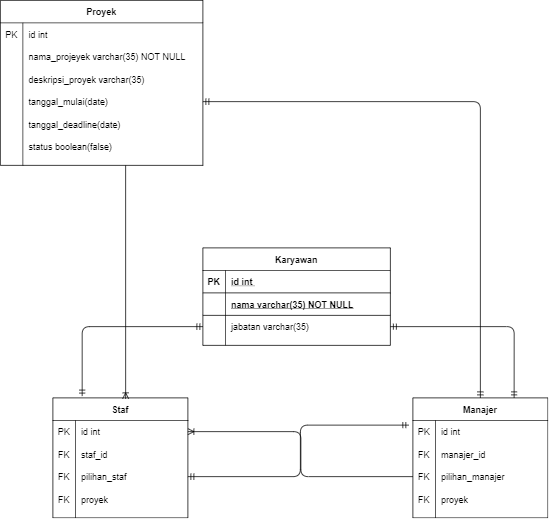 Proyek
PK id int
nama_projeyek varchar(35) NOT NULL
deskripsi_proyek varchar(35)
tanggal_mulai(date)
tanggal_deadline(date)
status boolean(false)
Karyawan
PK id int
nama varchar(35) NOT NULL
jabatan varchar(35)
Staf
PK id int
FK staf_id
FK pilihan_staf
FK proyek
Manajer
PK id int
FK manajer_id
FK pilihan_manajer
FK proyek